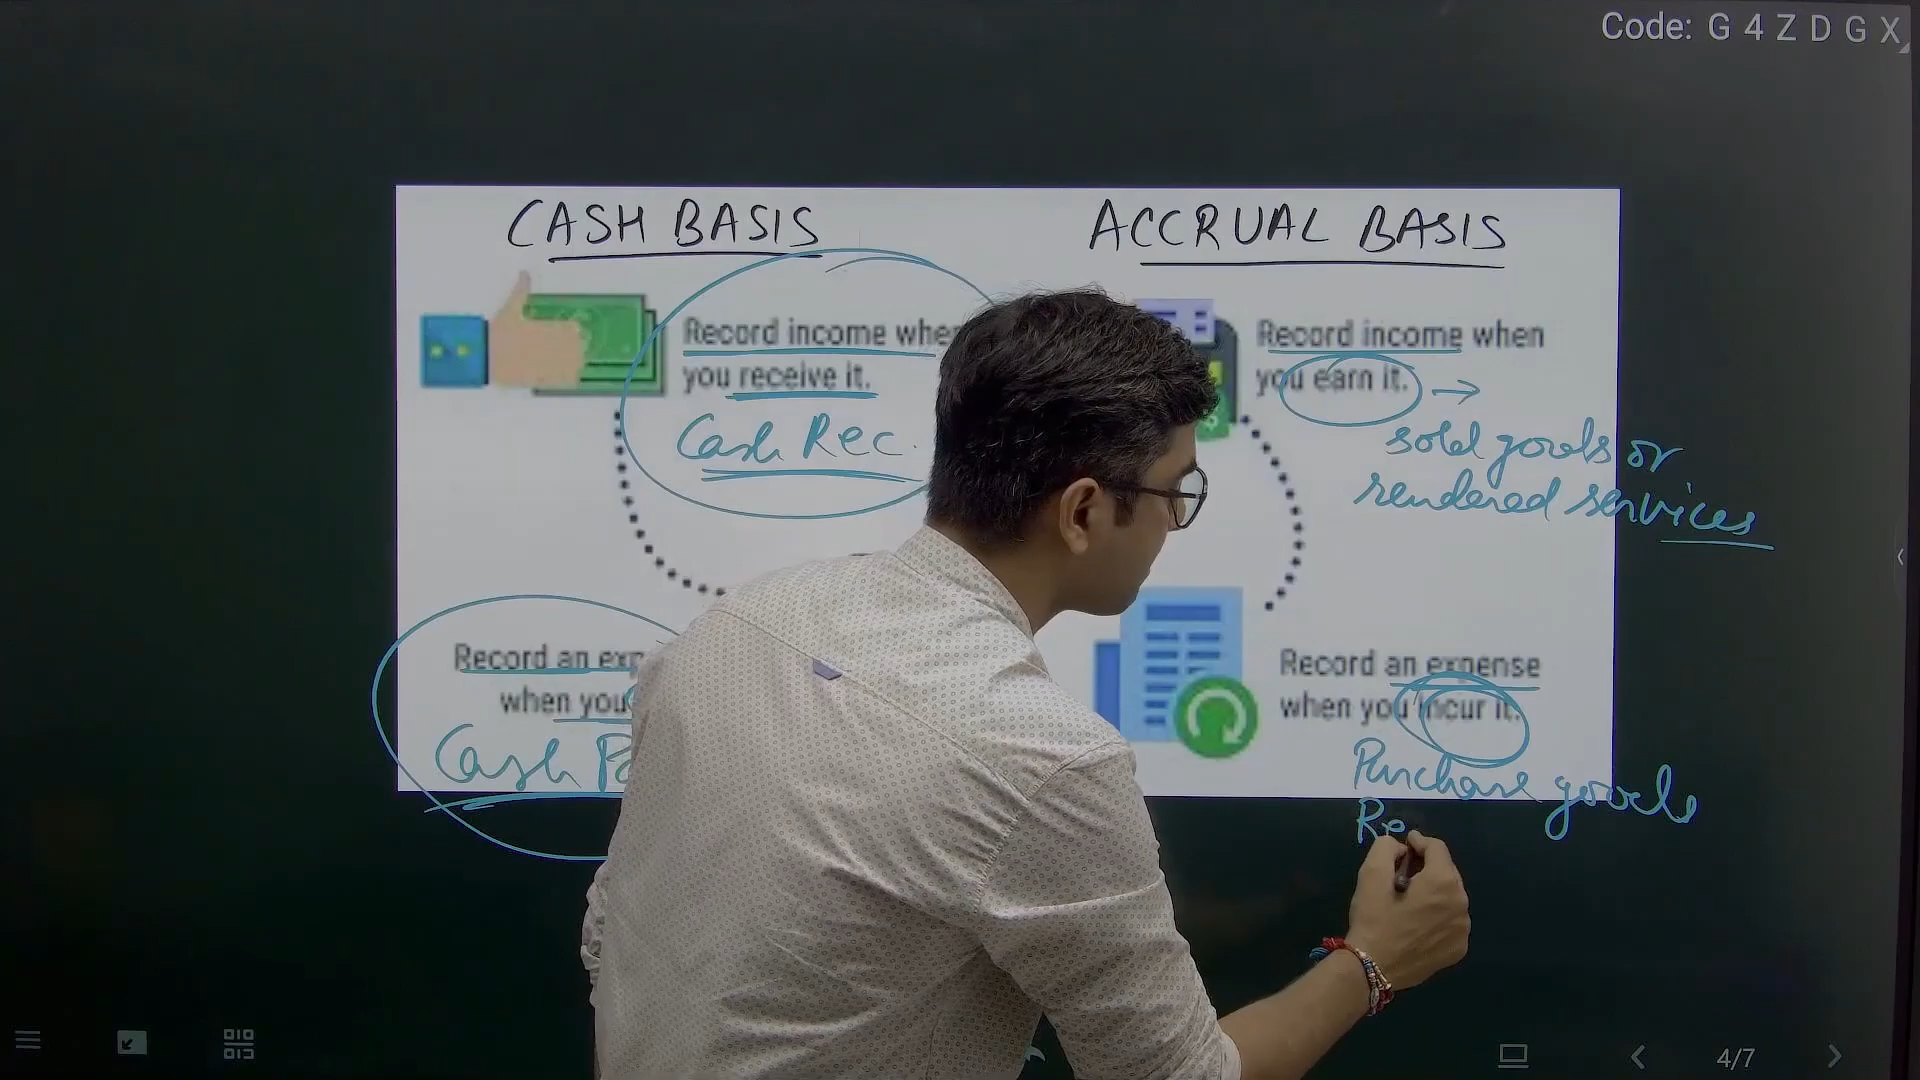 Code: G 4 Z D G X
CASH BASIS
Record income
you receive it.
Cash Rec.
Record an
when you
Cash
ACCRUAL BASIS
Record income when
you earn it. →
sold goods or
rendered services
Record an expense
when you incur it.
Purchase goods
Re
4/7